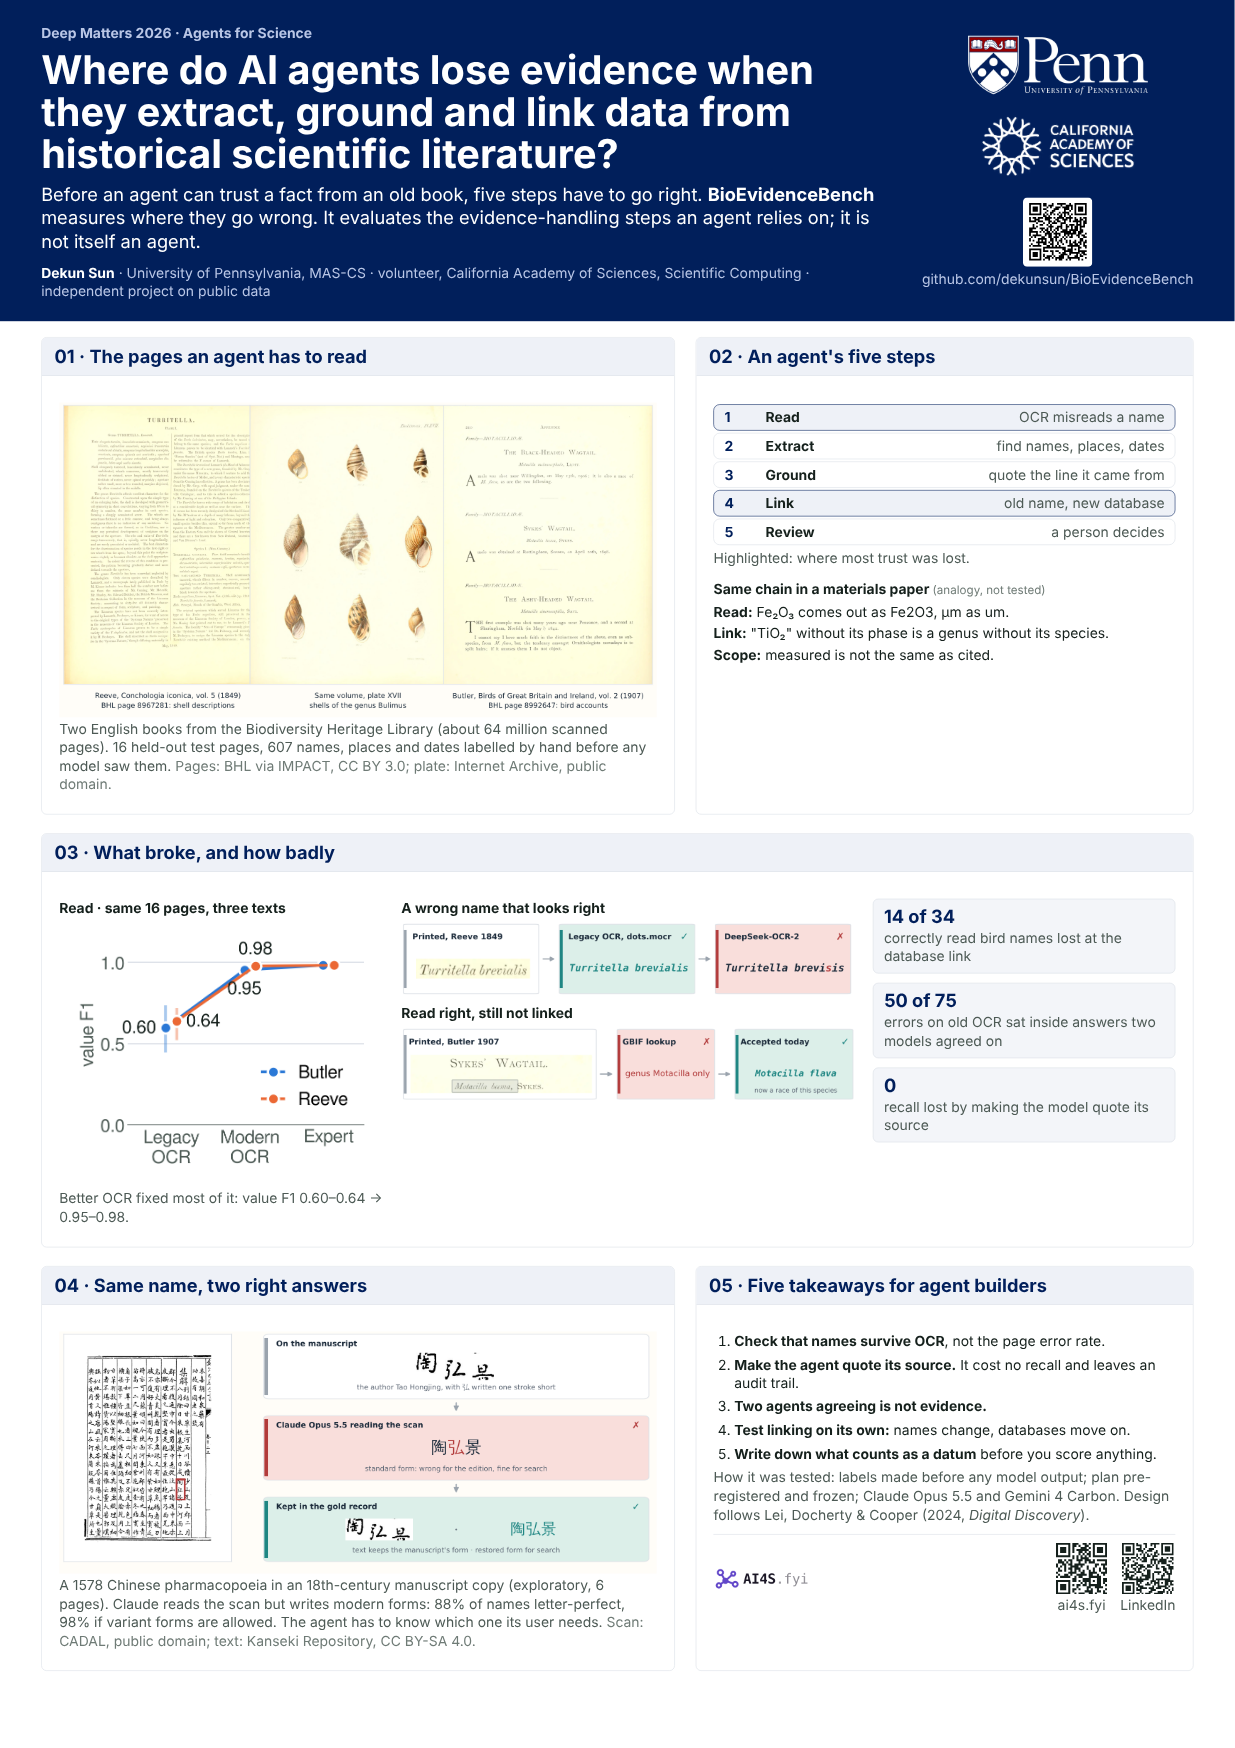 Deep Matters 2026 · Agents for Science
Where do AI agents lose evidence when
they extract, ground and link data from
historical scientific literature?
Before an agent can trust a fact from an old book, five steps have to go right. BioEvidenceBench
measures where they go wrong. It evaluates the evidence-handling steps an agent relies on; it is
not itself an agent.
Dekun Sun · University of Pennsylvania, MAS-CS · volunteer, California Academy of Sciences, Scientific Computing ·
independent project on public data
Penn
UNIVERSITY of PENNSYLVANIA
CALIFORNIA
ACADEMY OF
SCIENCES
github.com/dekunsun/BioEvidenceBench
01 · The pages an agent has to read
TURRITELLA.
The Black-Headed Wagtail.
Sykes' Wagtail.
The Ashy-Headed Wagtail.
Reeve, Conchologia iconica, vol. 5 (1849)
BHL page 8967281: shell descriptions
Same volume, plate XVII
shells of the genus Bulimus
Butler, Birds of Great Britain and Ireland, vol. 2 (1907)
BHL page 8992647: bird accounts
Two English books from the Biodiversity Heritage Library (about 64 million scanned
pages). 16 held-out test pages, 607 names, places and dates labelled by hand before any
model saw them. Pages: BHL via IMPACT, CC BY 3.0; plate: Internet Archive, public
domain.
02 · An agent's five steps
1 Read OCR misreads a name
2 Extract find names, places, dates
3 Ground quote the line it came from
4 Link old name, new database
5 Review a person decides
Highlighted: where most trust was lost.
Same chain in a materials paper (analogy, not tested)
Read: Fe₂O₃ comes out as Fe2O3, µm as um.
Link: "TiO₂" without its phase is a genus without its species.
Scope: measured is not the same as cited.
03 · What broke, and how badly
Read · same 16 pages, three texts
value F1
1.0
0.5
0.0
0.98
0.95
0.60
0.64
Butler
Reeve
Legacy
OCR
Modern
OCR
Expert
Better OCR fixed most of it: value F1 0.60–0.64 →
0.95–0.98.
A wrong name that looks right
Printed, Reeve 1849
Turritella brevialis
Legacy OCR, dots.mocr ✓
Turritella brevialis
DeepSeek-OCR-2 ✗
Turritella brevisis
Read right, still not linked
Printed, Butler 1907
Sykes' Wagtail.
Motacilla beema, Sykes.
GBIF lookup ✗
genus Motacilla only
Accepted today ✓
Motacilla flava
now a race of this species
14 of 34
correctly read bird names lost at the
database link
50 of 75
errors on old OCR sat inside answers two
models agreed on
0
recall lost by making the model quote its
source
04 · Same name, two right answers
On the manuscript
the author Tao Hongjing, with 弘 written one stroke short
Claude Opus 5.5 reading the scan ✗
陶弘景
standard form: wrong for the edition, fine for search
Kept in the gold record ✓
· 陶弘景
text keeps the manuscript's form · restored form for search
A 1578 Chinese pharmacopoeia in an 18th-century manuscript copy (exploratory, 6
pages). Claude reads the scan but writes modern forms: 88% of names letter-perfect,
98% if variant forms are allowed. The agent has to know which one its user needs. Scan:
CADAL, public domain; text: Kanseki Repository, CC BY-SA 4.0.
05 · Five takeaways for agent builders
1. Check that names survive OCR, not the page error rate.
2. Make the agent quote its source. It cost no recall and leaves an
audit trail.
3. Two agents agreeing is not evidence.
4. Test linking on its own: names change, databases move on.
5. Write down what counts as a datum before you score anything.
How it was tested: labels made before any model output; plan pre-
registered and frozen; Claude Opus 5.5 and Gemini 4 Carbon. Design
follows Lei, Docherty & Cooper (2024, Digital Discovery).
AI4S.fyi
ai4s.fyi
LinkedIn